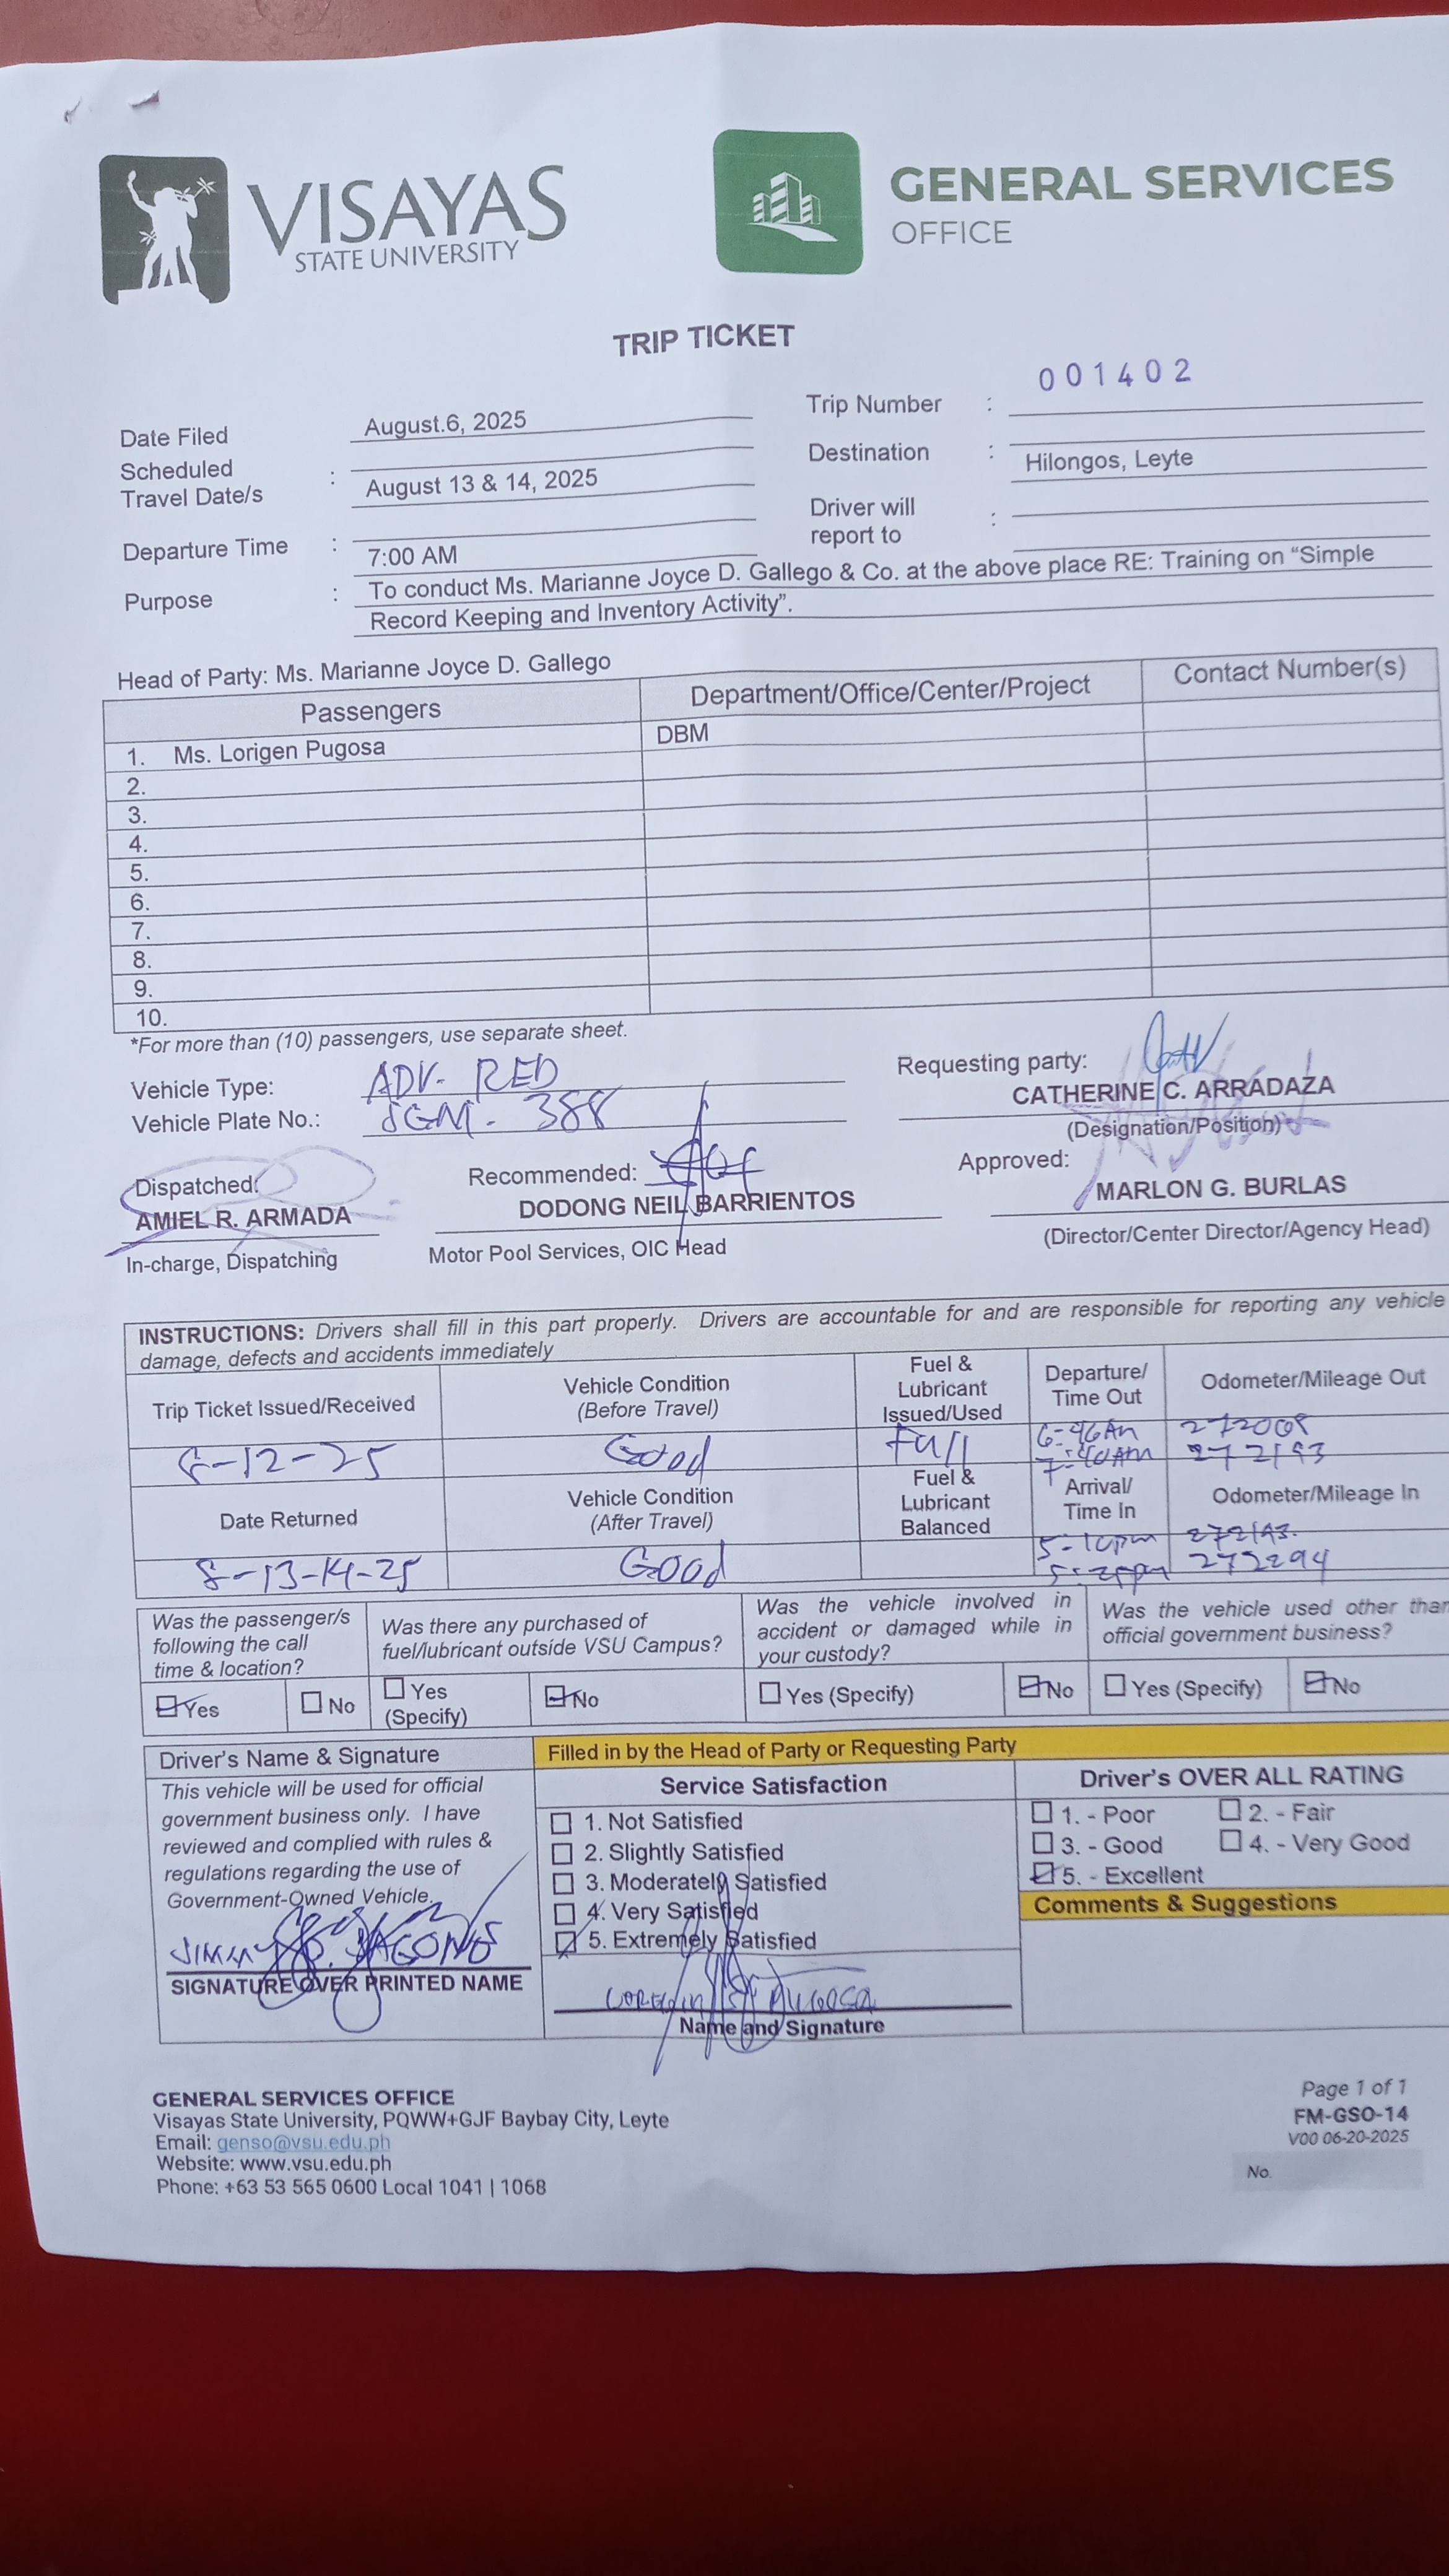 VISAYAS
STATE UNIVERSITY
GENERAL SERVICES
OFFICE
TRIP TICKET
Date Filed August.6, 2025
Trip Number : 001402
Scheduled
Travel Date/s : August 13 & 14, 2025
Destination : Hilongos, Leyte
Departure Time : 7:00 AM
Driver will
report to :
Purpose : To conduct Ms. Marianne Joyce D. Gallego & Co. at the above place RE: Training on “Simple
Record Keeping and Inventory Activity”.
Head of Party: Ms. Marianne Joyce D. Gallego
Passengers Department/Office/Center/Project Contact Number(s)
1. Ms. Lorigen Pugosa DBM
2.
3.
4.
5.
6.
7.
8.
9.
10.
*For more than (10) passengers, use separate sheet.
Vehicle Type: ADV. RED
Vehicle Plate No.: SGM - 388
Requesting party:
CATHERINE C. ARRADAZA
(Designation/Position)
Dispatched:
AMIEL R. ARMADA
In-charge, Dispatching
Recommended:
DODONG NEIL BARRIENTOS
Motor Pool Services, OIC Head
Approved:
MARLON G. BURLAS
(Director/Center Director/Agency Head)
INSTRUCTIONS: Drivers shall fill in this part properly. Drivers are accountable for and are responsible for reporting any vehicle
damage, defects and accidents immediately
Trip Ticket Issued/Received
Vehicle Condition
(Before Travel)
Fuel &
Lubricant
Issued/Used
Departure/
Time Out
Odometer/Mileage Out
8-12-25 Good Full
6-46Am
7-40AM 272193
Date Returned
Vehicle Condition
(After Travel)
Fuel &
Lubricant
Balanced
Arrival/
Time In
Odometer/Mileage In
8-13-14-25 Good
5-10pm 272193.
272294
Was the passenger/s
following the call
time & location?
Was there any purchased of
fuel/lubricant outside VSU Campus?
Was the vehicle involved in
accident or damaged while in
your custody?
Was the vehicle used other than
official government business?
Yes No
Yes
(Specify)
No
Yes (Specify) No
Yes (Specify) No
Driver's Name & Signature
This vehicle will be used for official
government business only. I have
reviewed and complied with rules &
regulations regarding the use of
Government-Owned Vehicle.
SIGNATURE OVER PRINTED NAME
Filled in by the Head of Party or Requesting Party
Service Satisfaction
1. Not Satisfied
2. Slightly Satisfied
3. Moderately Satisfied
4. Very Satisfied
5. Extremely Satisfied
Name and Signature
Driver's OVER ALL RATING
1. - Poor 2. - Fair
3. - Good 4. - Very Good
5. - Excellent
Comments & Suggestions
GENERAL SERVICES OFFICE
Visayas State University, PQWW+GJF Baybay City, Leyte
Email: genso@vsu.edu.ph
Website: www.vsu.edu.ph
Phone: +63 53 565 0600 Local 1041 | 1068
Page 1 of 1
FM-GSO-14
V00 06-20-2025
No.